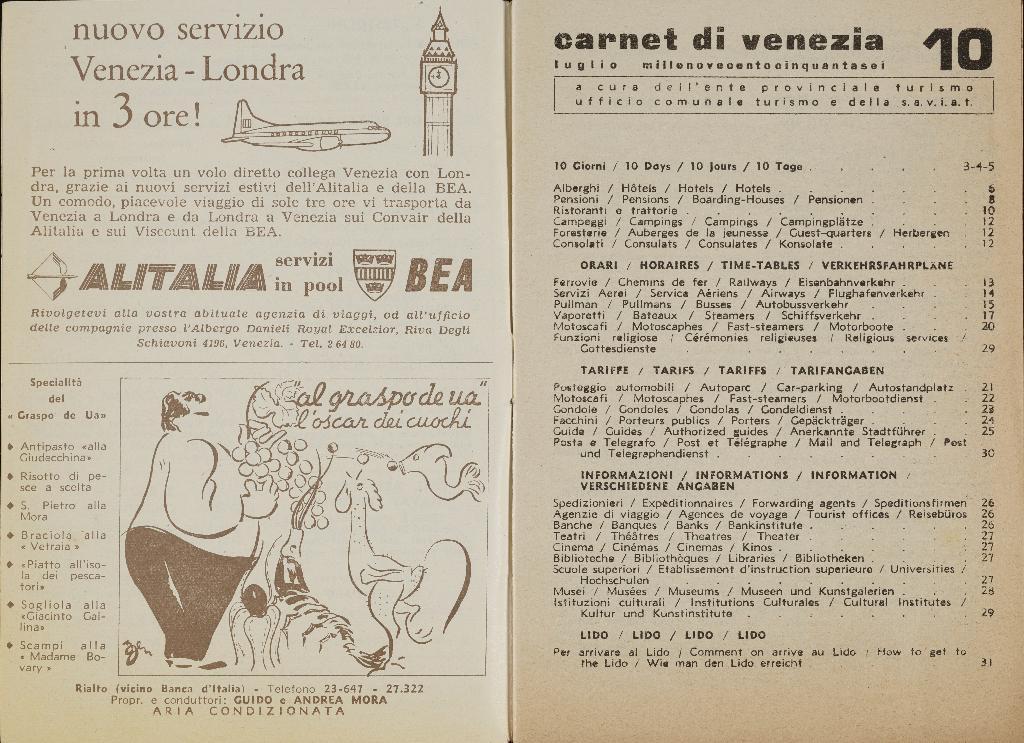 nuovo servizio
Venezia - Londra
in 3 ore!
Per la prima volta un volo diretto collega Venezia con Lon-
dra, grazie ai nuovi servizi estivi dell'Alitalia e della BEA.
Un comodo, piacevole viaggio di sole tre ore vi trasporta da
Venezia a Londra e da Londra a Venezia sui Convair della
Alitalia e sui Viscount della BEA.
ALITALIA servizi in pool BEA
Rivolgetevi alla vostra abituale agenzia di viaggi, od all'ufficio
delle compagnie presso l'Albergo Danieli Royal Excelsior, Riva Degli
Schiavoni 4196, Venezia. - Tel. 2 64 80.
Specialità
del
« Graspo de Ua»
Antipasto «alla
Giudecchina»
Risotto di pe-
sce a scelta
S. Pietro alla
Mora
Braciola alla
« Vetraia »
«Piatto all'iso-
la dei pesca-
tori»
Sogliola alla
«Giacinto Gal-
lina»
Scampi alla
« Madame Bo-
vary »
"al graspo de ua"
l'oscar dei cuochi
Rialto (vicino Banca d'Italia) - Telefono 23-647 - 27.322
Propr. e conduttori: GUIDO e ANDREA MORA
ARIA CONDIZIONATA
carnet di venezia 10
luglio millenovecentocinquantasei
a cura dell'ente provinciale turismo
ufficio comunale turismo e della s.a.v.i.a.t.
10 Giorni / 10 Days / 10 Jours / 10 Tage . . . . . 3-4-5
Alberghi / Hôtels / Hotels / Hotels . . . . . 6
Pensioni / Pensions / Boarding-Houses / Pensionen . . . . . 8
Ristoranti e trattorie . . . . . 10
Campeggi / Campings / Campings / Campingplätze . . . . . 12
Foresterie / Auberges de la jeunesse / Guest-quarters / Herbergen . 12
Consolati / Consulats / Consulates / Konsolate . . . . . 12
ORARI / HORAIRES / TIME-TABLES / VERKEHRSFAHRPLÄNE
Ferrovie / Chemins de fer / Railways / Eisenbahnverkehr . . . 13
Servizi Aerei / Service Aériens / Airways / Flughafenverkehr . 14
Pullman / Pullmans / Busses / Autobussverkehr . . . . 15
Vaporetti / Bateaux / Steamers / Schiffsverkehr . . . . 17
Motoscafi / Motoscaphes / Fast-steamers / Motorboote . . . 20
Funzioni religiose / Cérémonies religieuses / Religious services /
Gottesdienste . . . . . 29
TARIFFE / TARIFS / TARIFFS / TARIFANGABEN
Posteggio automobili / Autoparc / Car-parking / Autostandplatz . 21
Motoscafi / Motoscaphes / Fast-steamers / Motorbootdienst . . 22
Gondole / Gondoles / Gondolas / Gondeldienst . . . . 23
Facchini / Porteurs publics / Porters / Gepäckträger . . . . 24
Guide / Guides / Authorized guides / Anerkannte Stadtführer . . 25
Posta e Telegrafo / Post et Télégraphe / Mail and Telegraph / Post
und Telegraphendienst . . . . . 30
INFORMAZIONI / INFORMATIONS / INFORMATION /
VERSCHIEDENE ANGABEN
Spedizionieri / Expéditionnaires / Forwarding agents / Speditionsfirmen 26
Agenzie di viaggio / Agences de voyage / Tourist offices / Reisebüros 26
Banche / Banques / Banks / Bankinstitute . . . . . 26
Teatri / Théâtres / Theatres / Theater . . . . . 27
Cinema / Cinémas / Cinemas / Kinos . . . . . 27
Biblioteche / Bibliothèques / Libraries / Bibliotheken . . . 27
Scuole superiori / Etablissement d'instruction superieure / Universities /
Hochschulen . . . . . 27
Musei / Musées / Museums / Museen und Kunstgalerien . . . 28
Istituzioni culturali / Institutions Culturales / Cultural Institutes /
Kultur und Kunstinstitute . . . . . 29
LIDO / LIDO / LIDO / LIDO
Per arrivare al Lido / Comment on arrive au Lido / How to get to
the Lido / Wie man den Lido erreicht 31